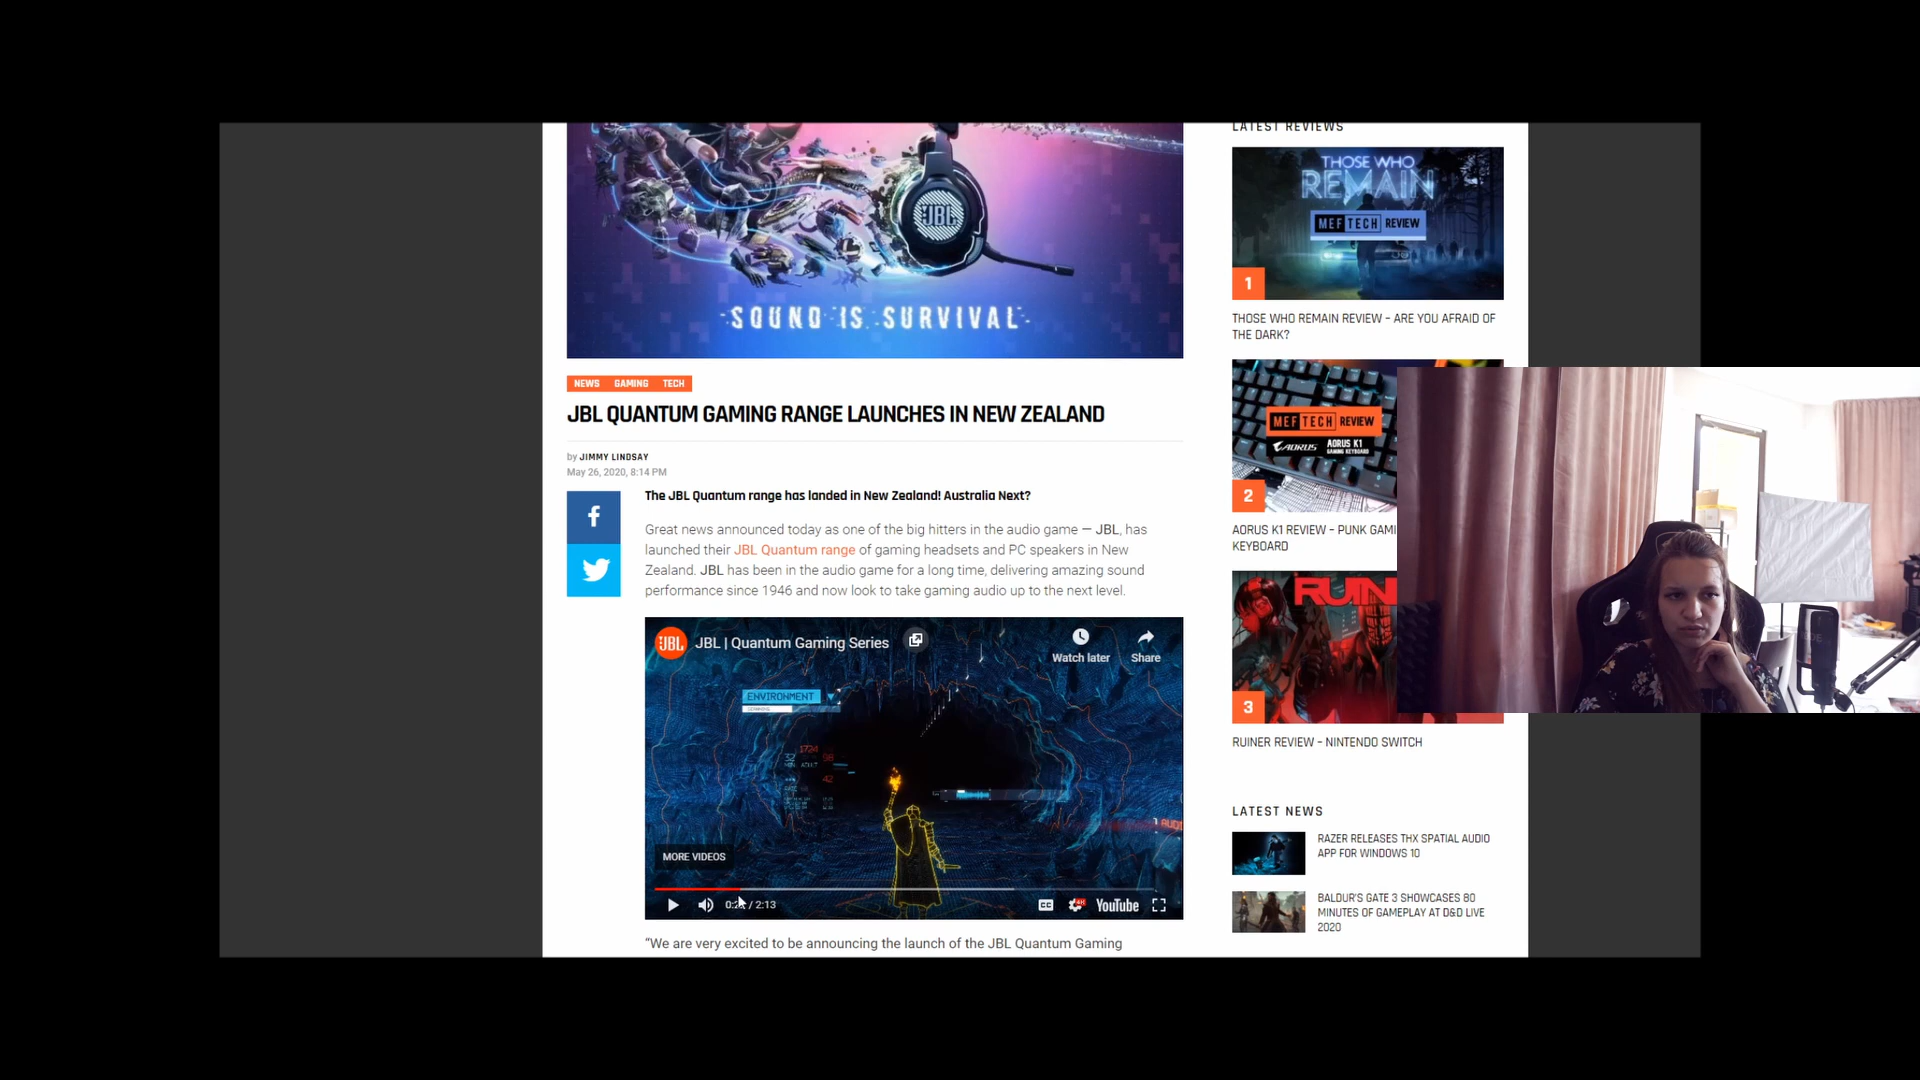 JBL
SOUND IS SURVIVAL
NEWS GAMING TECH
JBL QUANTUM GAMING RANGE LAUNCHES IN NEW ZEALAND
by JIMMY LINDSAY
May 26, 2020, 8:14 PM
The JBL Quantum range has landed in New Zealand! Australia Next?
Great news announced today as one of the big hitters in the audio game — JBL, has
launched their JBL Quantum range of gaming headsets and PC speakers in New
Zealand. JBL has been in the audio game for a long time, delivering amazing sound
performance since 1946 and now look to take gaming audio up to the next level.
JBL
JBL | Quantum Gaming Series
Watch later
Share
ENVIRONMENT
1724
98
42
MORE VIDEOS
/ 2:13
CC
YouTube
“We are very excited to be announcing the launch of the JBL Quantum Gaming
LATEST REVIEWS
THOSE WHO
REMAIN
MEF TECH REVIEW
1
THOSE WHO REMAIN REVIEW – ARE YOU AFRAID OF
THE DARK?
MEF TECH REVIEW
AORUS AORUS K1
GAMING KEYBOARD
2
AORUS K1 REVIEW – PUNK GAMI
KEYBOARD
RUIN
3
RUINER REVIEW – NINTENDO SWITCH
LATEST NEWS
RAZER RELEASES THX SPATIAL AUDIO
APP FOR WINDOWS 10
BALDUR'S GATE 3 SHOWCASES 80
MINUTES OF GAMEPLAY AT D&D LIVE
2020